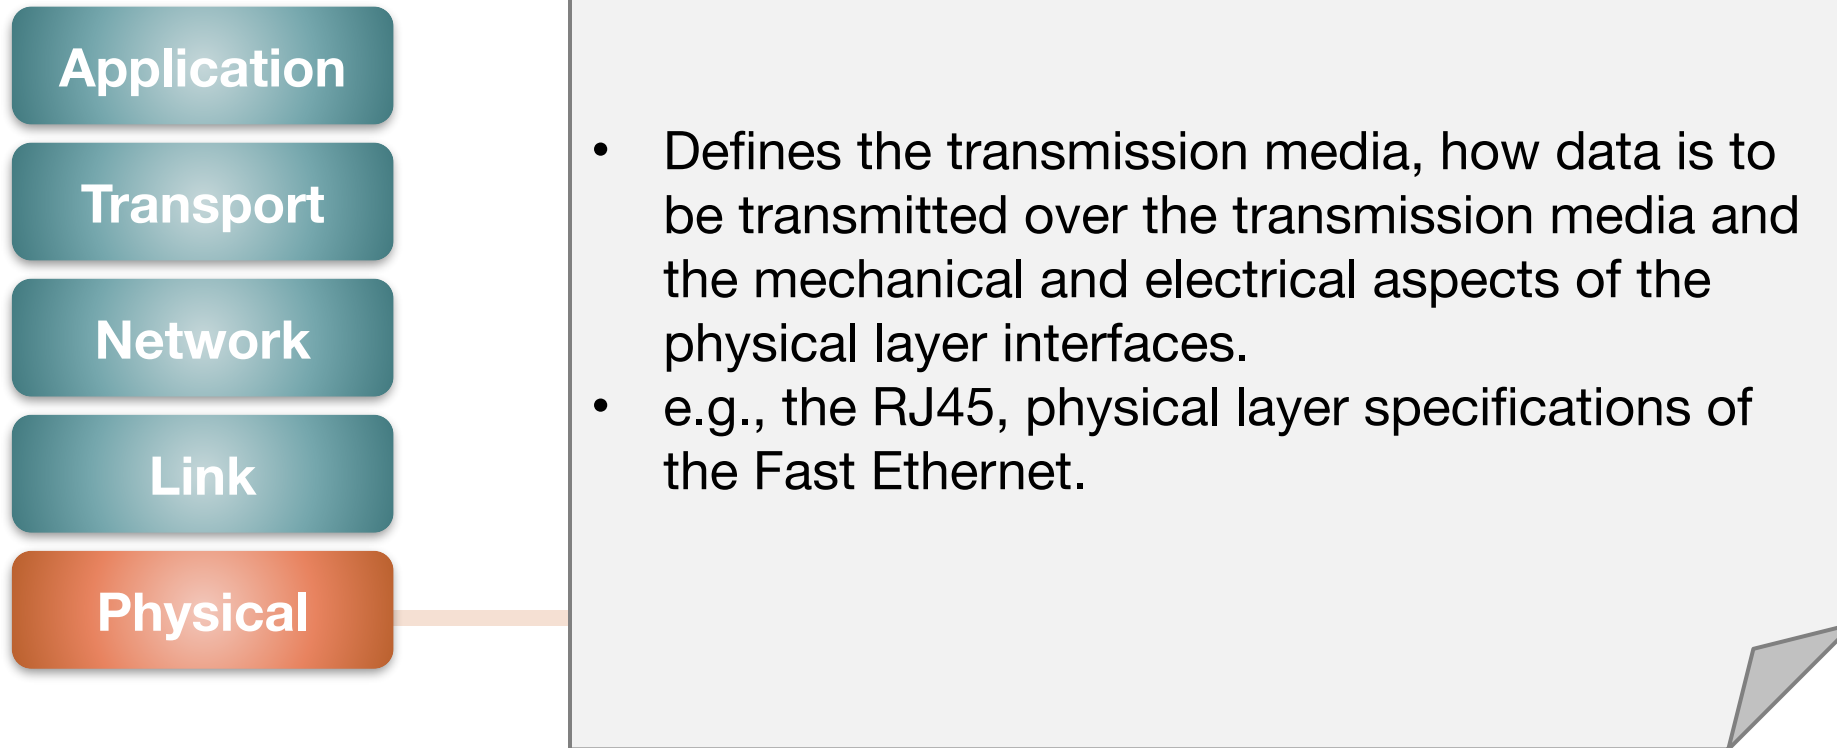 Application
Transport
Network
Link
Physical
• Defines the transmission media, how data is to
be transmitted over the transmission media and
the mechanical and electrical aspects of the
physical layer interfaces.
• e.g., the RJ45, physical layer specifications of
the Fast Ethernet.